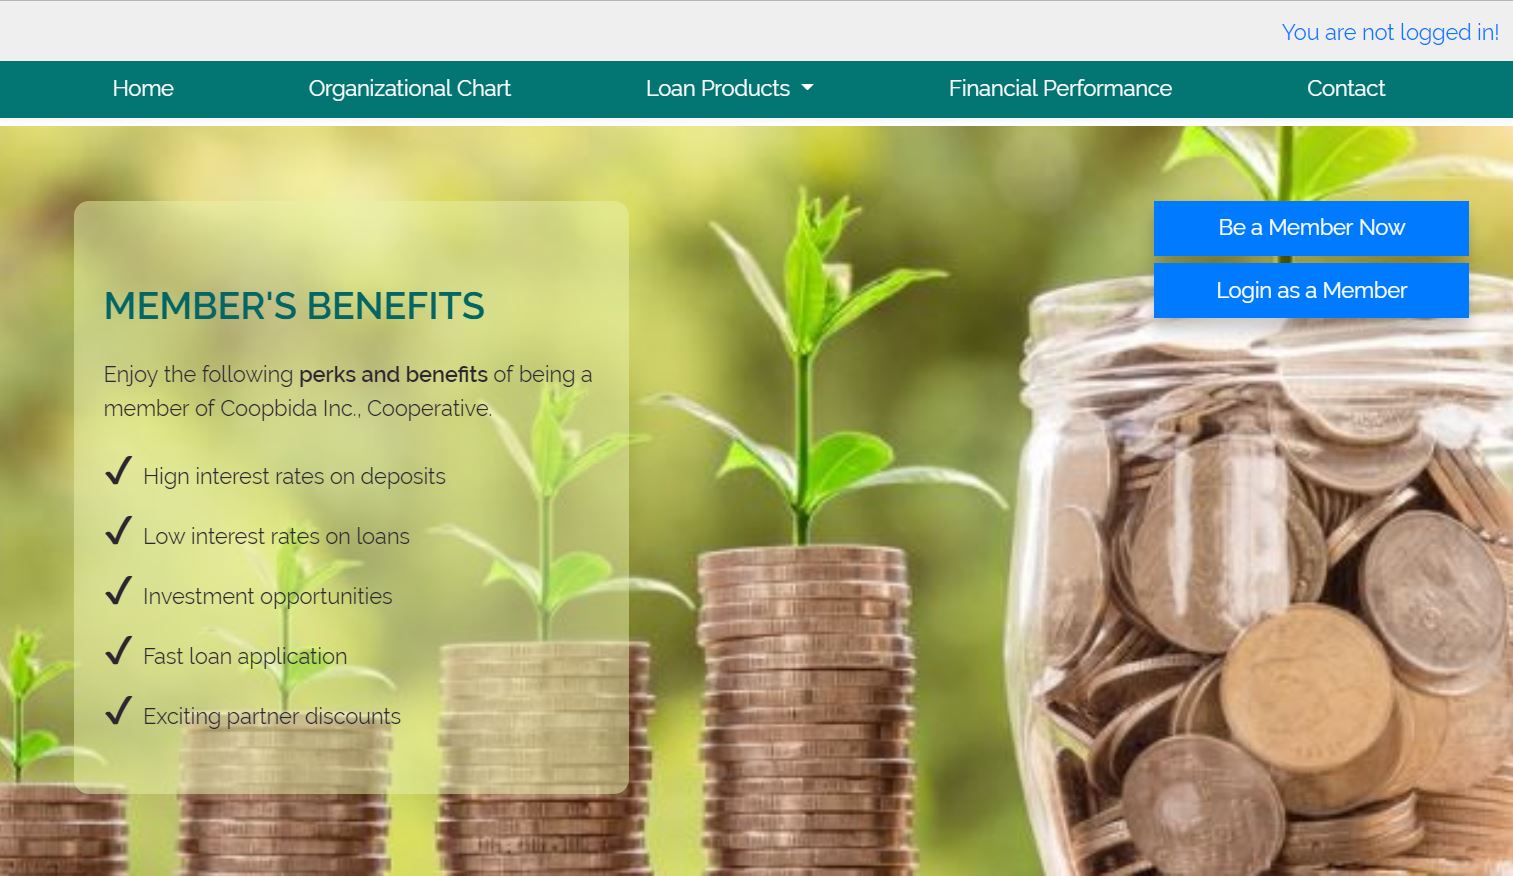 You are not logged in!
Home Organizational Chart Loan Products Financial Performance Contact
Be a Member Now
Login as a Member
MEMBER'S BENEFITS
Enjoy the following perks and benefits of being a
member of Coopbida Inc., Cooperative.
Hign interest rates on deposits
Low interest rates on loans
Investment opportunities
Fast loan application
Exciting partner discounts